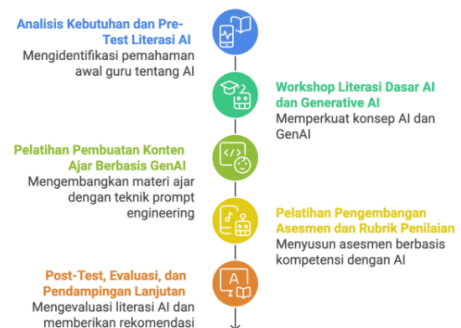 Analisis Kebutuhan dan Pre-
Test Literasi AI
Mengidentifikasi pemahaman
awal guru tentang AI
Workshop Literasi Dasar AI
dan Generative AI
Memperkuat konsep AI dan
GenAI
Pelatihan Pembuatan Konten
Ajar Berbasis GenAI
Mengembangkan materi ajar
dengan teknik prompt
engineering
Pelatihan Pengembangan
Asesmen dan Rubrik Penilaian
Menyusun asesmen berbasis
kompetensi dengan AI
Post-Test, Evaluasi, dan
Pendampingan Lanjutan
Mengevaluasi literasi AI dan
memberikan rekomendasi